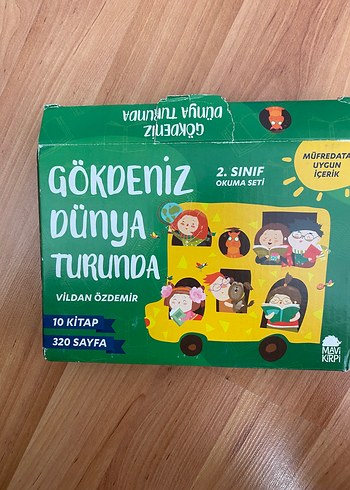 GÖKDENİZ
DÜNYA TURUNDA
GÖKDENİZ
DÜNYA
TURUNDA
VİLDAN ÖZDEMİR
10 KİTAP
320 SAYFA
2. SINIF
OKUMA SETİ
MÜFREDATA
UYGUN
İÇERİK
MAVİ
KİRPİ